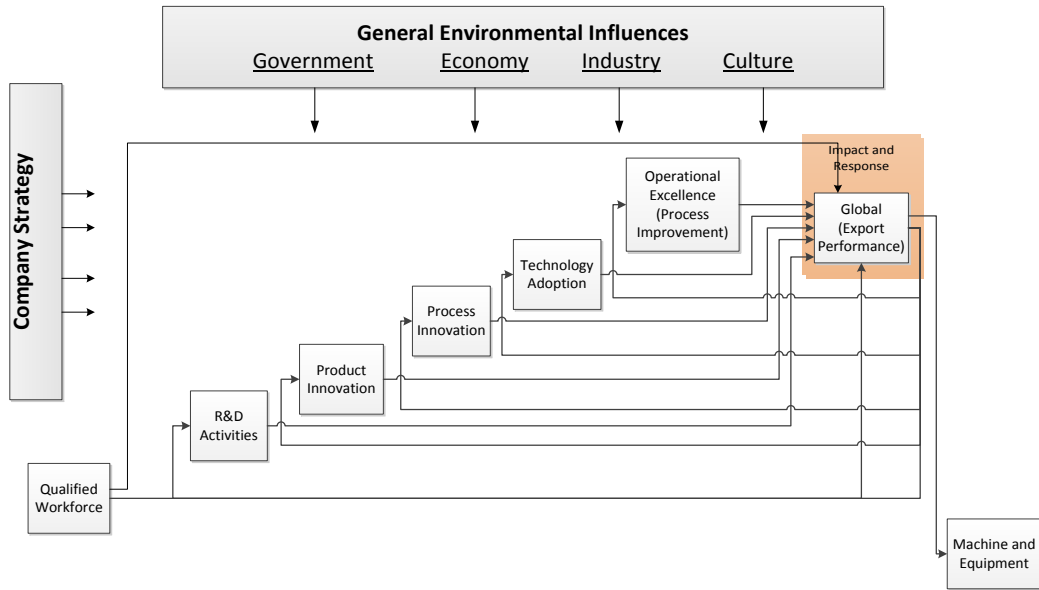 General Environmental Influences
Government Economy Industry Culture
Company Strategy
Impact and
Response
Operational
Excellence
(Process
Improvement)
Global
(Export
Performance)
Technology
Adoption
Process
Innovation
Product
Innovation
R&D
Activities
Qualified
Workforce
Machine and
Equipment